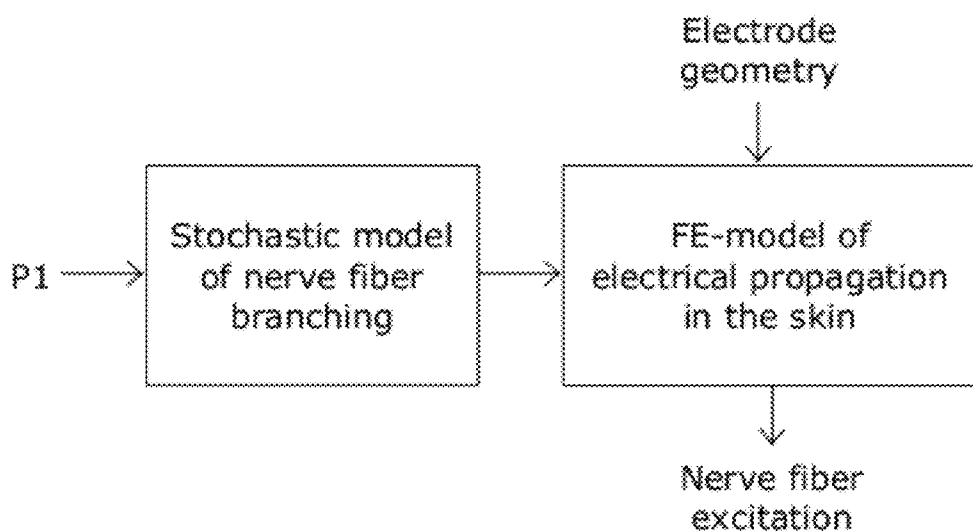 Electrode
geometry
P1
Stochastic model
of nerve fiber
branching
FE-model of
electrical propagation
in the skin
Nerve fiber
excitation